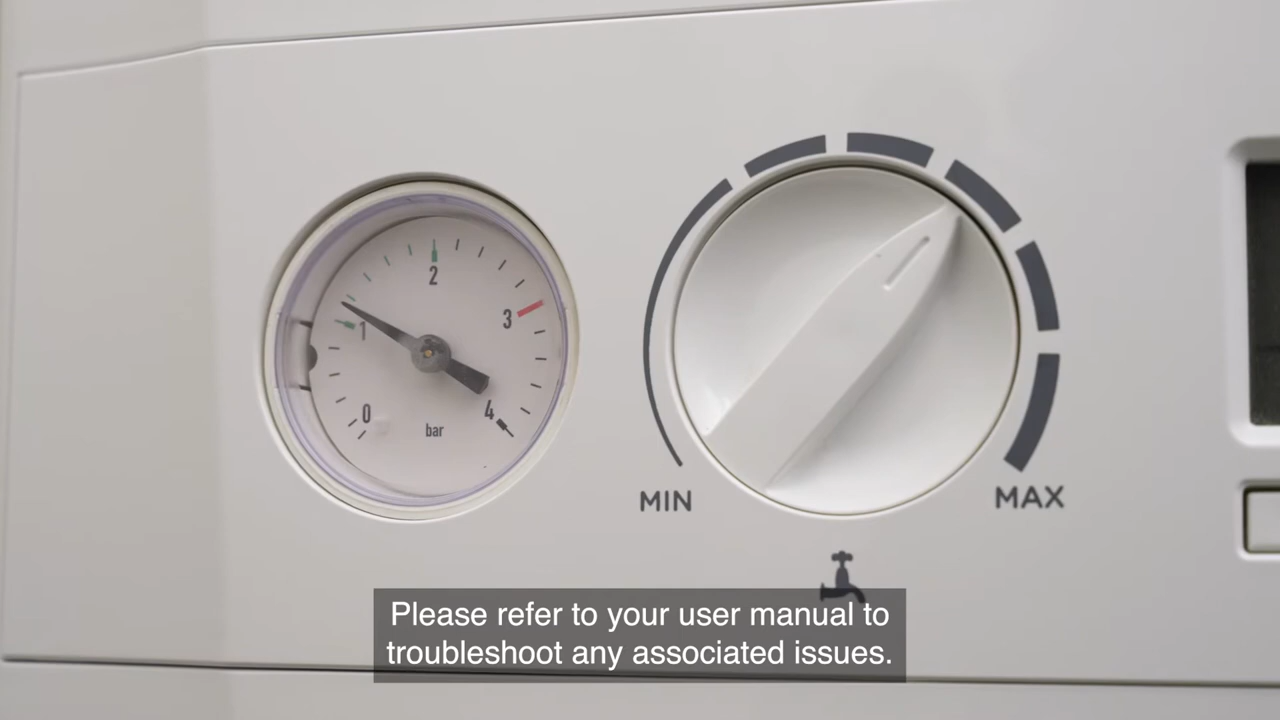 2
1
3
0
4
bar
MIN
MAX
Please refer to your user manual to
troubleshoot any associated issues.